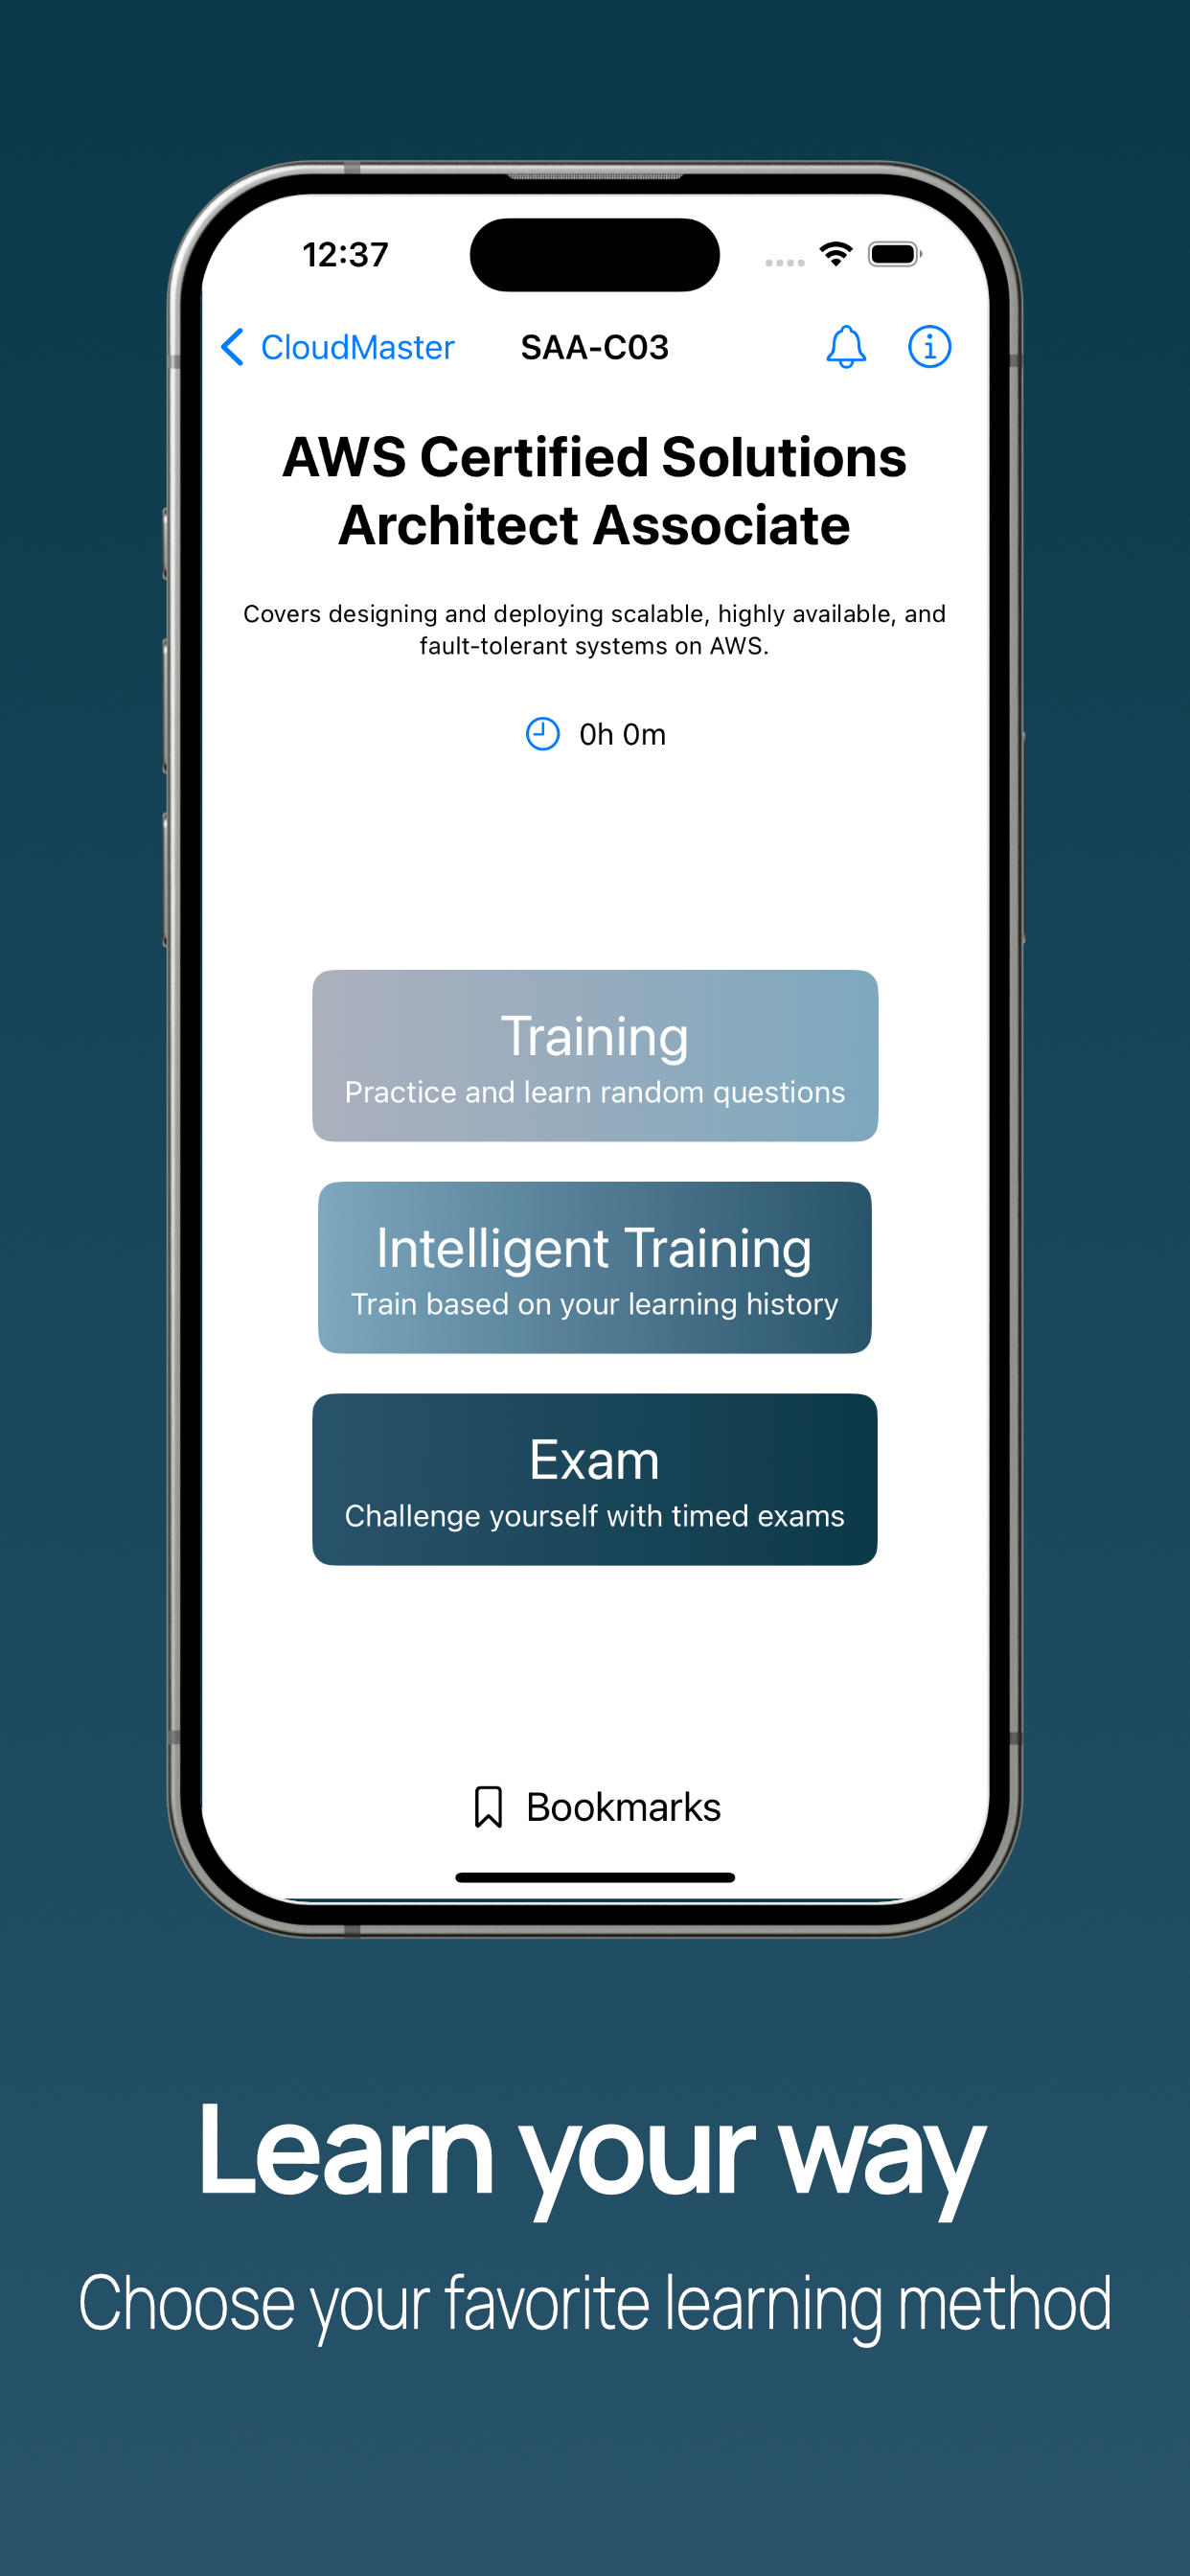 12:37
CloudMaster
SAA-C03
AWS Certified Solutions
Architect Associate
Covers designing and deploying scalable, highly available, and
fault-tolerant systems on AWS.
0h 0m
Training
Practice and learn random questions
Intelligent Training
Train based on your learning history
Exam
Challenge yourself with timed exams
Bookmarks
Learn your way
Choose your favorite learning method